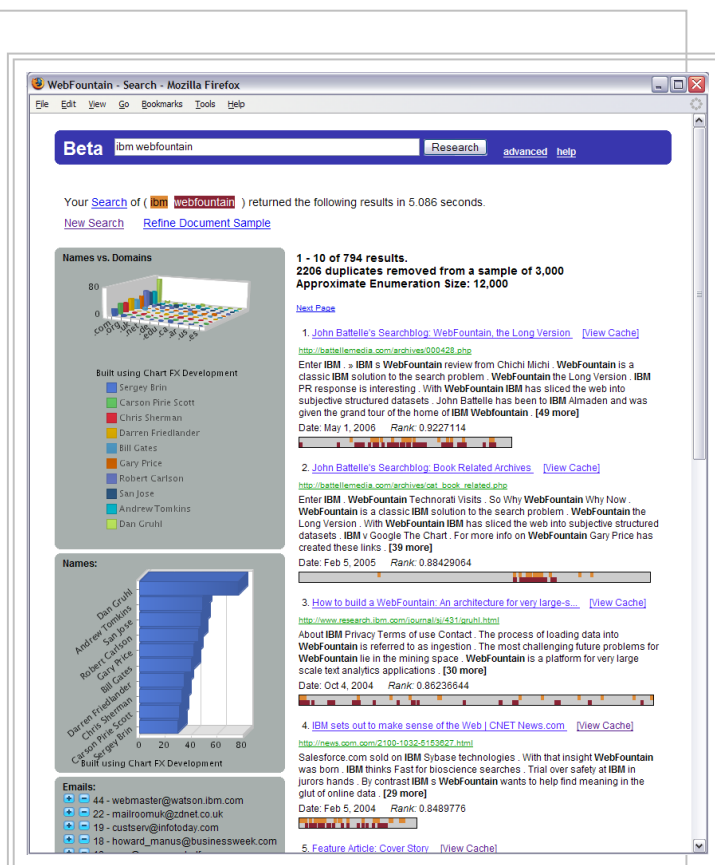 WebFountain - Search - Mozilla Firefox
File Edit View Go Bookmarks Tools Help
Beta ibm webfountain Research advanced help
Your Search of ( ibm webfountain ) returned the following results in 5.086 seconds.
New Search Refine Document Sample
Names vs. Domains
80
0
.com .org .uk .net .de .edu .ca .ar .us .es
Built using Chart FX Development
Sergey Brin
Carson Pirie Scott
Chris Sherman
Darren Friedlander
Bill Gates
Gary Price
Robert Carlson
San Jose
Andrew Tomkins
Dan Gruhl
Names:
Dan Gruhl
Andrew Tomkins
San Jose
Robert Carlson
Gary Price
Bill Gates
Darren Friedlander
Chris Sherman
Carson Pirie Scott
Sergey Brin
0 20 40 60 80
Built using Chart FX Development
Emails:
44 - webmaster@watson.ibm.com
22 - mailroomuk@zdnet.co.uk
19 - custserv@infotoday.com
18 - howard_manus@businessweek.com
1 - 10 of 794 results.
2206 duplicates removed from a sample of 3,000
Approximate Enumeration Size: 12,000
Next Page
1. John Battelle's Searchblog: WebFountain, the Long Version [View Cache]
http://battellemedia.com/archives/000428.php
Enter IBM . » IBM s WebFountain review from Chichi Michi . WebFountain is a
classic IBM solution to the search problem . WebFountain the Long Version . IBM
PR response is interesting . With WebFountain IBM has sliced the web into
subjective structured datasets . John Battelle has been to IBM Almaden and was
given the grand tour of the home of IBM Webfountain . [49 more]
Date: May 1, 2006 Rank: 0.9227114
2. John Battelle's Searchblog: Book Related Archives [View Cache]
http://battellemedia.com/archives/cat_book_related.php
Enter IBM . WebFountain Technorati Visits . So Why WebFountain Why Now .
WebFountain is a classic IBM solution to the search problem . WebFountain the
Long Version . With WebFountain IBM has sliced the web into subjective structured
datasets . IBM v Google The Chart . For more info on WebFountain Gary Price has
created these links . [39 more]
Date: Feb 5, 2005 Rank: 0.88429064
3. How to build a WebFountain: An architecture for very large-s... [View Cache]
http://www.research.ibm.com/journal/sj/431/gruhl.html
About IBM Privacy Terms of use Contact . The process of loading data into
WebFountain is referred to as ingestion . The most challenging future problems for
WebFountain lie in the mining space . WebFountain is a platform for very large
scale text analytics applications . [30 more]
Date: Oct 4, 2004 Rank: 0.86236644
4. IBM sets out to make sense of the Web | CNET News.com [View Cache]
http://news.com.com/2100-1032-5153627.html
Salesforce.com sold on IBM Sybase technologies . With that insight WebFountain
was born . IBM thinks Fast for bioscience searches . Trial over safety at IBM in
jurors hands . By contrast IBM s WebFountain wants to help find meaning in the
glut of online data . [29 more]
Date: Feb 5, 2004 Rank: 0.8489776
5. Feature Article: Cover Story [View Cache]